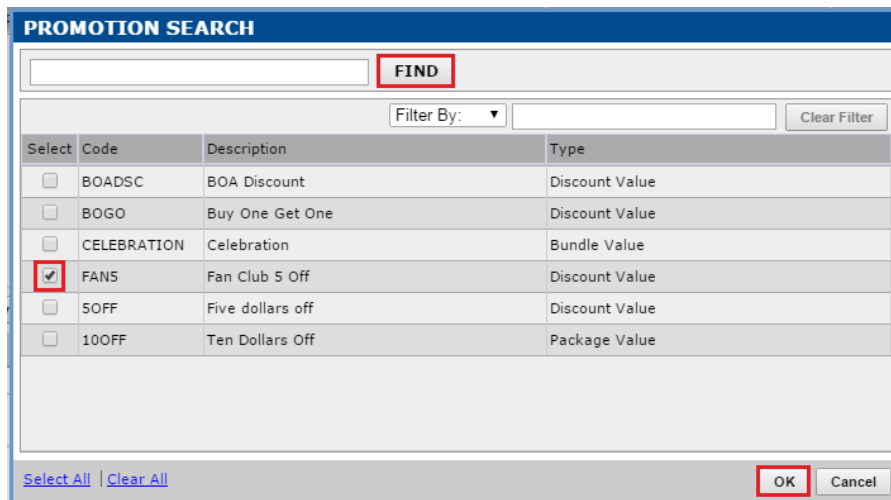 PROMOTION SEARCH
FIND
Filter By: Clear Filter
Select Code Description Type
BOADSC BOA Discount Discount Value
BOGO Buy One Get One Discount Value
CELEBRATION Celebration Bundle Value
FAN5 Fan Club 5 Off Discount Value
5OFF Five dollars off Discount Value
10OFF Ten Dollars Off Package Value
Select All | Clear All OK Cancel